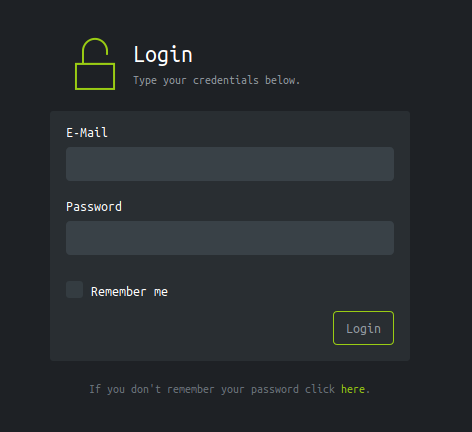 Login
Type your credentials below.
E-Mail
Password
Remember me
Login
If you don't remember your password click here.